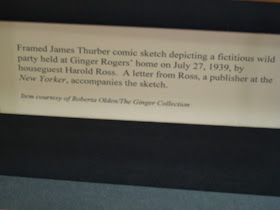 Framed James Thurber comic sketch depicting a fictitious wild
party held at Ginger Rogers' home on July 27, 1939, by
houseguest Harold Ross.  A letter from Ross, a publisher at the
New Yorker, accompanies the sketch.
Item courtesy of Roberta Olden/The Ginger Collection